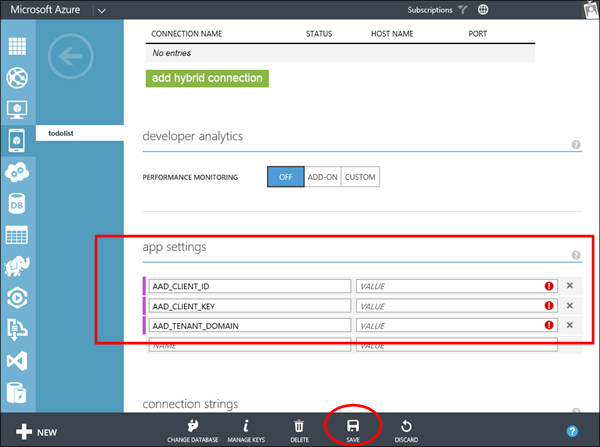 Microsoft Azure
Subscriptions
CONNECTION NAME STATUS HOST NAME PORT
No entries
add hybrid connection
todolist
developer analytics
?
PERFORMANCE MONITORING OFF ADD-ON CUSTOM
app settings
?
AAD_CLIENT_ID VALUE ! ×
AAD_CLIENT_KEY VALUE ! ×
AAD_TENANT_DOMAIN VALUE ! ×
NAME VALUE
DB
connection strings
+ NEW
CHANGE DATABASE MANAGE KEYS DELETE SAVE DISCARD
?